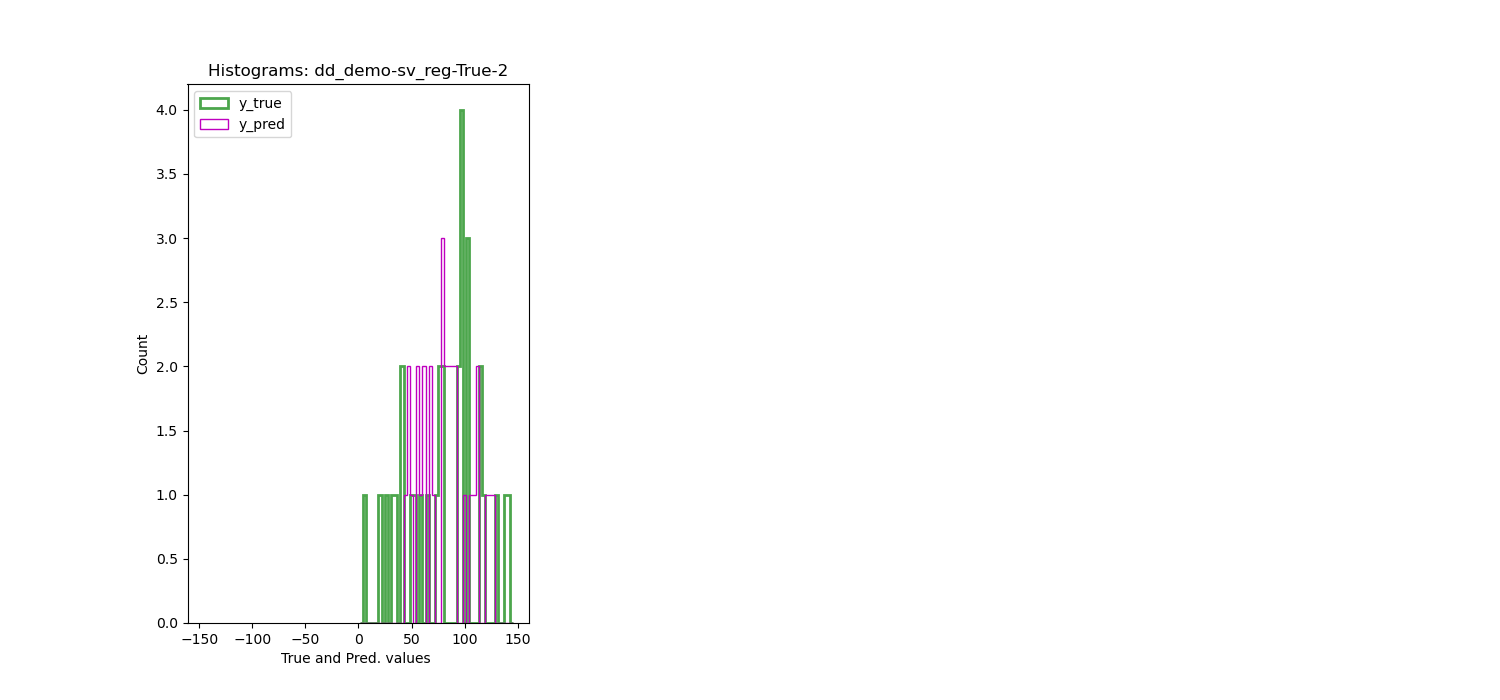 Histograms: dd_demo-sv_reg-True-2
y_true
y_pred
4.0
3.5
3.0
2.5
2.0
1.5
1.0
0.5
0.0
Count
−150 −100 −50 0 50 100 150
True and Pred. values